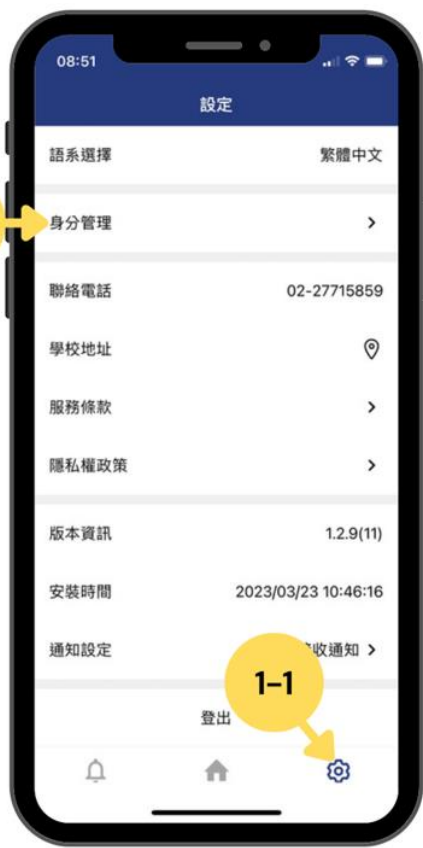 08:51
設定
語系選擇 繁體中文
身分管理
聯絡電話 02-27715859
學校地址
服務條款
隱私權政策
版本資訊 1.2.9(11)
安裝時間 2023/03/23 10:46:16
通知設定 收通知
1-1
登出